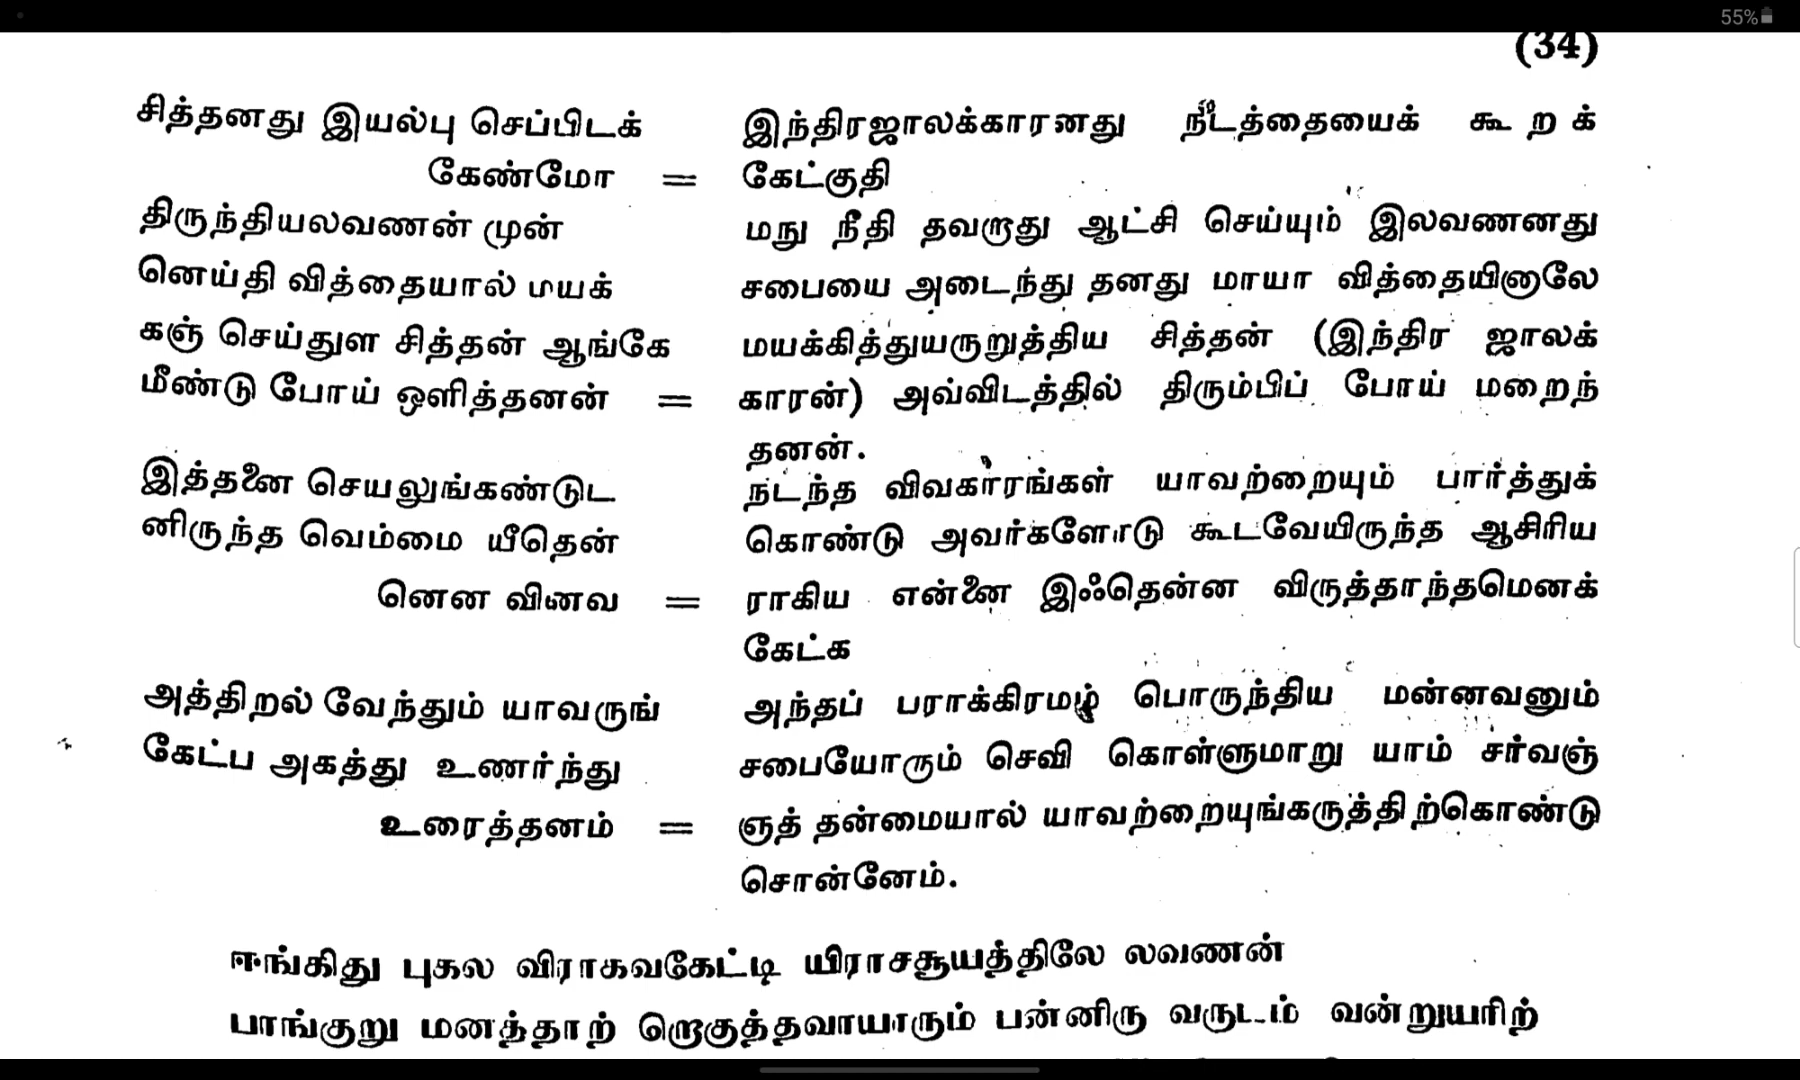 55%
(34)
சித்தனது இயல்பு செப்பிடக் இந்திரஜாலக்காரனது கூ ற க்
கேண்மோ = கேட்குதி
திருந்தியலவணன் முன் மநு நீதி தவறாது ஆட்சி செய்யும் இலவணனது
னெய்தி வித்தையால் மயக் சபையை அடைந்து தனது மாயா வித்தையினாலே
கஞ் செய்துள சித்தன் ஆங்கே மயக்கித்துயருறுத்திய சித்தன் (இந்திர ஜாலக்
மீண்டு போய் ஒளித்தனன் = காரன்) அவ்விடத்தில் திரும்பிப் போய் மறைந்
தனன்.
இத்தனை செயலுங்கண்டுட நடந்த விவகாரங்கள் யாவற்றையும் பார்த்துக்
னிருந்த வெம்மை யீதென் கொண்டு அவர்களோடு கூடவேயிருந்த ஆசிரிய
னென வினவ = ராகிய என்னை இஃதென்ன விருத்தாந்தமெனக்
கேட்க
அத்திறல் வேந்தும் யாவருங் அந்தப் பொருந்திய மன்னவனும்
கேட்ப அகத்து உணர்ந்து சபையோரும் செவி கொள்ளுமாறு யாம் சர்வஞ்
உரைத்தனம் = ஞத் தன்மையால் யாவற்றையுங்கருத்திற்கொண்டு
சொன்னேம்.
ஈங்கிது புகல விராகவகேட்டி யிராசசூயத்திலே லவணன்
பாங்குறு மனத்தாற் றொகுத்தவாயாரும் பன்னிரு வருடம் வன்றுயரிற்